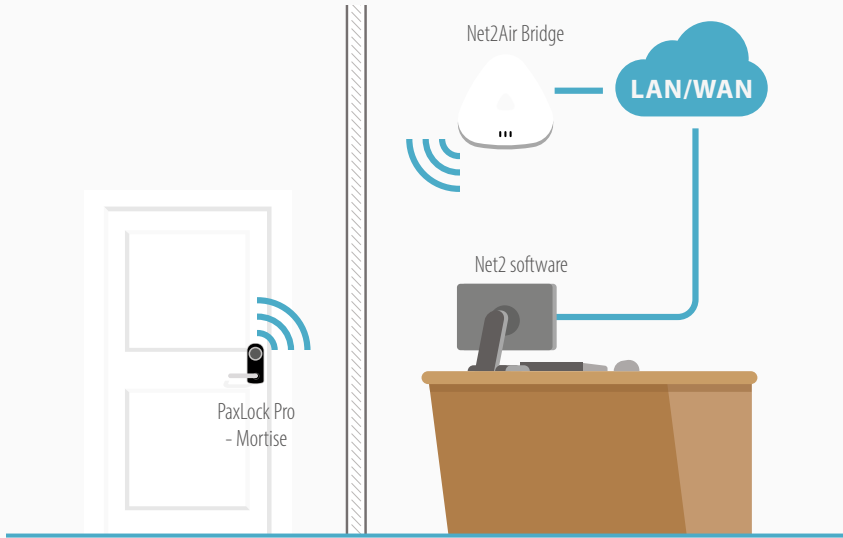 Net2Air Bridge
LAN/WAN
Net2 software
PaxLock Pro
- Mortise